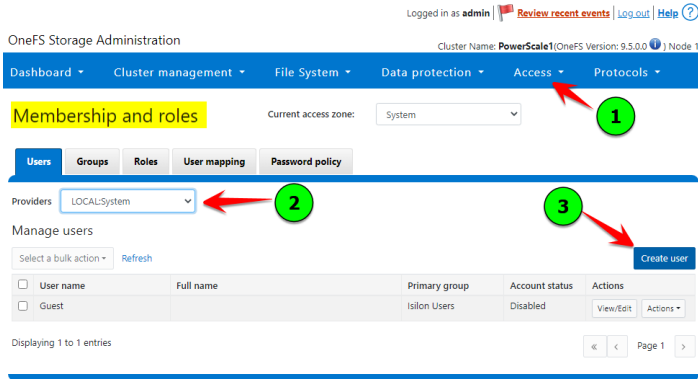 Logged in as admin | Review recent events | Log out | Help ?
OneFS Storage Administration
Cluster Name: PowerScale1(OneFS Version: 9.5.0.0 i ) Node 1
Dashboard Cluster management File System Data protection Access Protocols
1
Membership and roles
Current access zone: System
Users Groups Roles User mapping Password policy
Providers LOCAL:System
2
3
Manage users
Select a bulk action Refresh Create user
User name Full name Primary group Account status Actions
Guest Isilon Users Disabled View/Edit Actions
Displaying 1 to 1 entries
« ‹ Page 1 ›